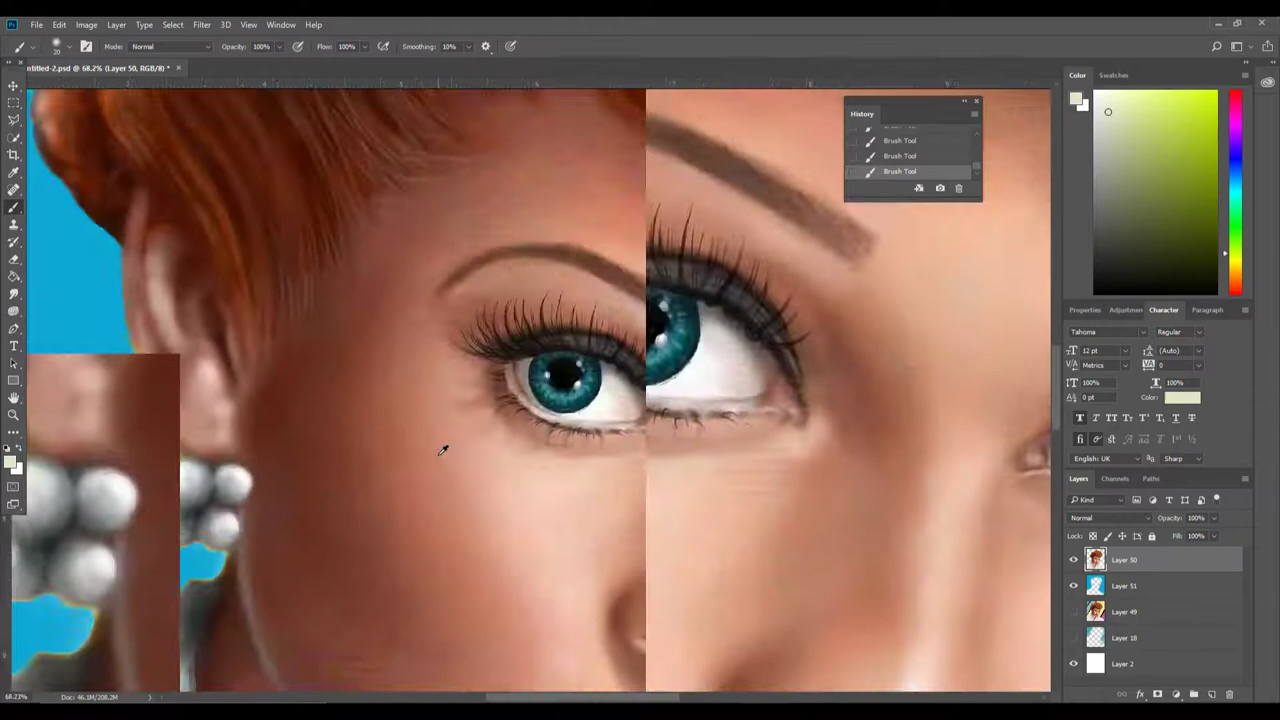 Ps File Edit Image Layer Type Select Filter 3D View Window Help
20 Mode: Normal Opacity: 100% Flow: 100% Smoothing: 10%
ntitled-2.psd @ 68.2% (Layer 50, RGB/8) *
Color Swatches
History
Brush Tool
Brush Tool
Brush Tool
Properties Adjustmen Character Paragraph
Tahoma Regular
12 pt (Auto)
Metrics 0
100% 100%
0 pt Color:
English: UK Sharp
Layers Channels Paths
Kind
Normal Opacity: 100%
Lock: Fill: 100%
Layer 50
Layer 51
Layer 49
Layer 18
Layer 2
68.21% Doc: 46.1M/208.2M